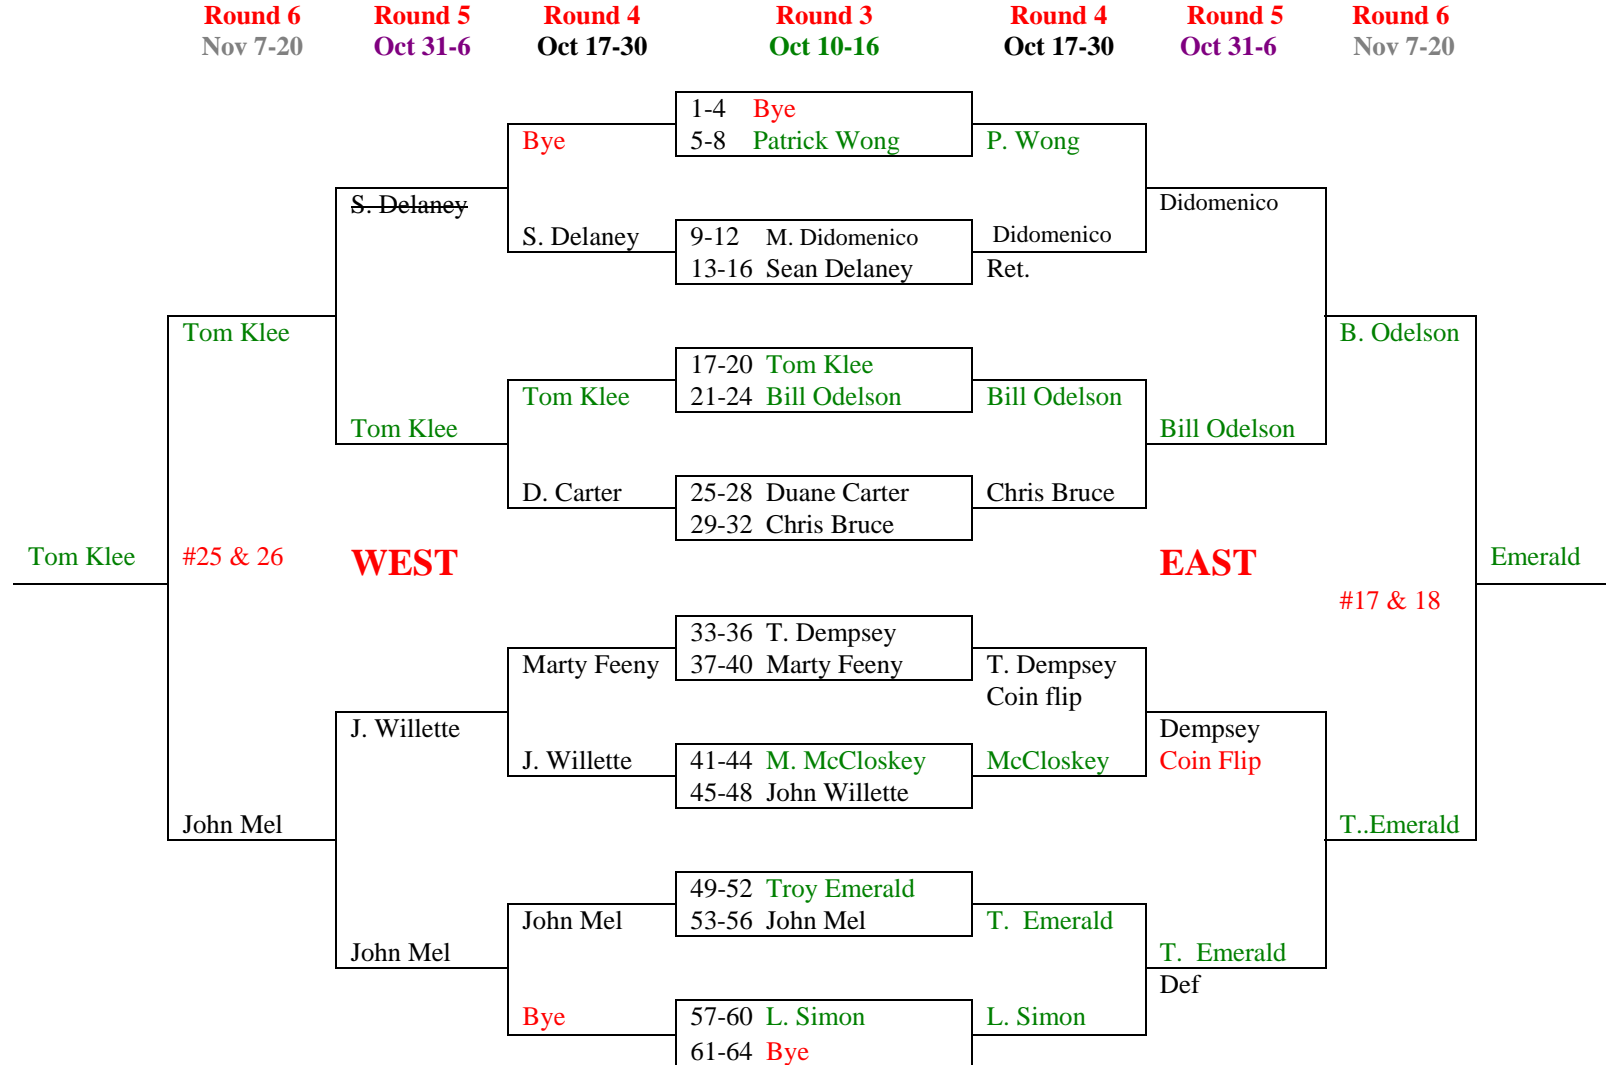 Round 6 Round 5 Round 4 Round 3 Round 4 Round 5 Round 6
Nov 7-20 Oct 31-6 Oct 17-30 Oct 10-16 Oct 17-30 Oct 31-6 Nov 7-20
1-4 Bye
Bye 5-8 Patrick Wong P. Wong
S. Delaney Didomenico
S. Delaney 9-12 M. Didomenico Didomenico
13-16 Sean Delaney Ret.
Tom Klee B. Odelson
17-20 Tom Klee
Tom Klee 21-24 Bill Odelson Bill Odelson
Tom Klee Bill Odelson
D. Carter 25-28 Duane Carter Chris Bruce
29-32 Chris Bruce
Tom Klee #25 & 26 WEST EAST Emerald
#17 & 18
33-36 T. Dempsey
Marty Feeny 37-40 Marty Feeny T. Dempsey
Coin flip
J. Willette Dempsey
J. Willette 41-44 M. McCloskey McCloskey Coin Flip
45-48 John Willette
John Mel T..Emerald
49-52 Troy Emerald
John Mel 53-56 John Mel T. Emerald
John Mel T. Emerald
Def
Bye 57-60 L. Simon L. Simon
61-64 Bye